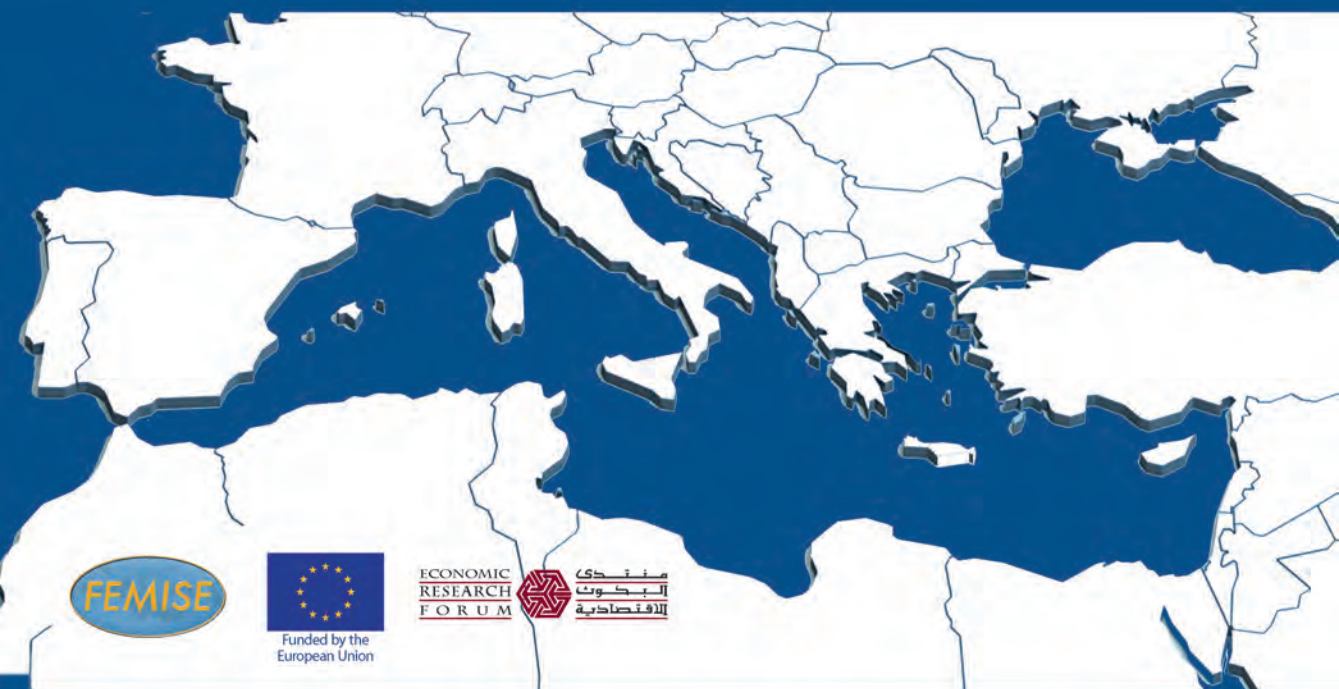 FEMISE
Funded by the
European Union
ECONOMIC
RESEARCH
FORUM
منتدى
البحوث
الاقتصادية